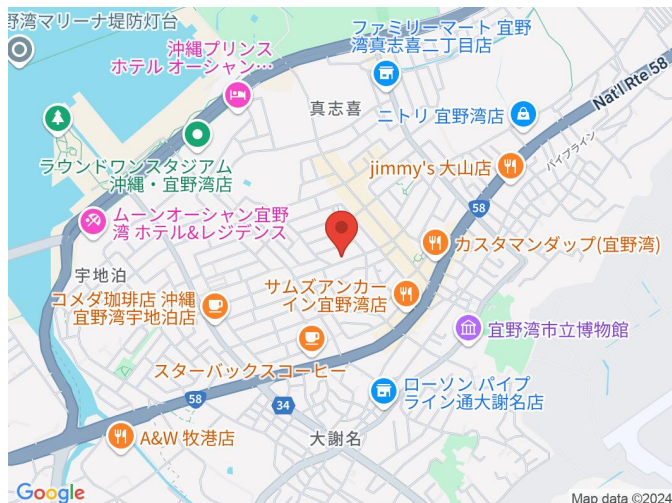 野湾マリーナ堤防灯台
ファミリーマート 宜野
湾真志喜二丁目店
沖縄プリンス
ホテル オーシャン…
真志喜
ニトリ 宜野湾店
Nat'l Rte 58
パイプライン
ラウンドワンスタジアム
沖縄・宜野湾店
jimmy's 大山店
58
ムーンオーシャン宜野
湾 ホテル&レジデンス
カスタマンダップ(宜野湾)
宇地泊
サムズアンカー
イン宜野湾店
コメダ珈琲店 沖縄
宜野湾宇地泊店
宜野湾市立博物館
スターバックスコーヒー
58
34
ローソン パイプ
ライン通大謝名店
A&W 牧港店
大謝名
Google
Map data ©2024